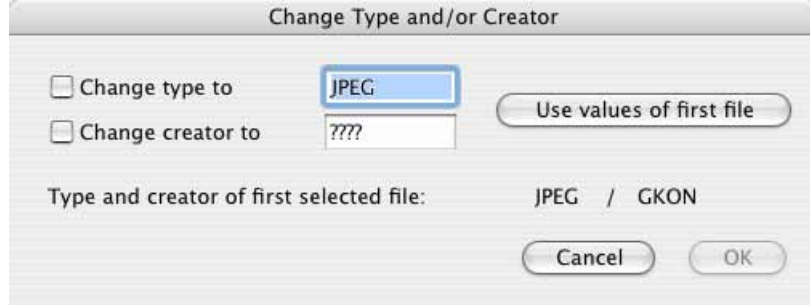 Change Type and/or Creator
Change type to JPEG
Use values of first file
Change creator to ????
Type and creator of first selected file: JPEG / GKON
Cancel OK